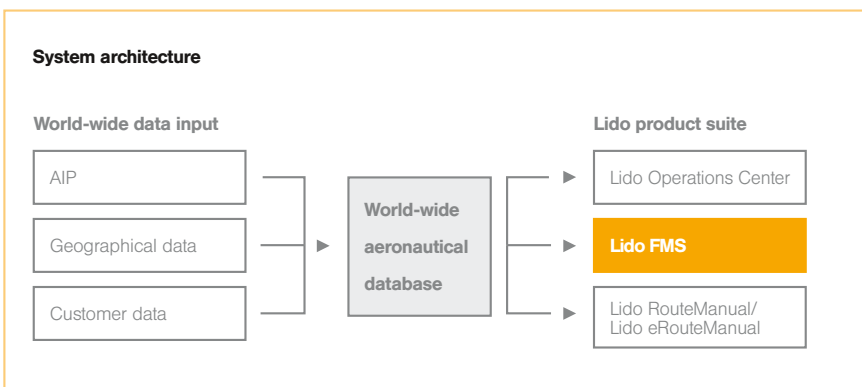 System architecture
World-wide data input
AIP
Geographical data
Customer data
World-wide
aeronautical
database
Lido product suite
Lido Operations Center
Lido FMS
Lido RouteManual/
Lido eRouteManual